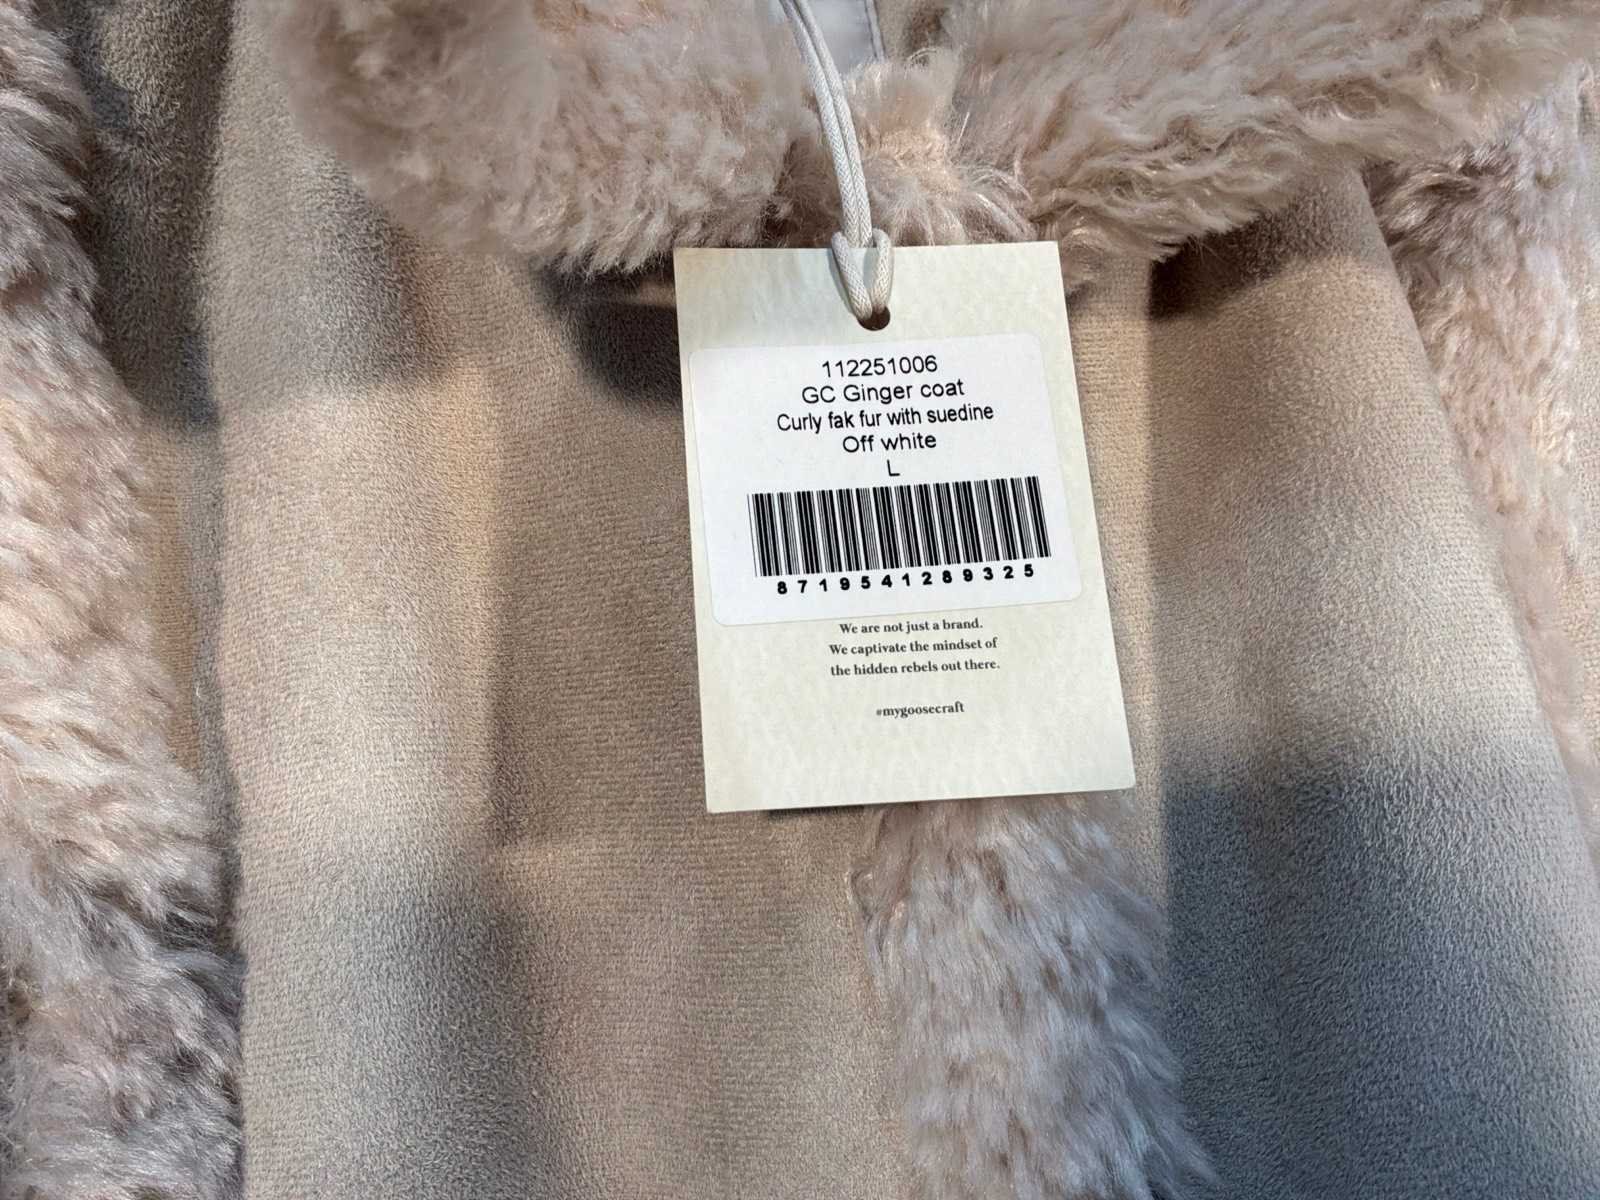 112251006
GC Ginger coat
Curly fak fur with suedine
Off white
L
8719541289325
We are not just a brand.
We captivate the mindset of
the hidden rebels out there.
#mygoosecraft